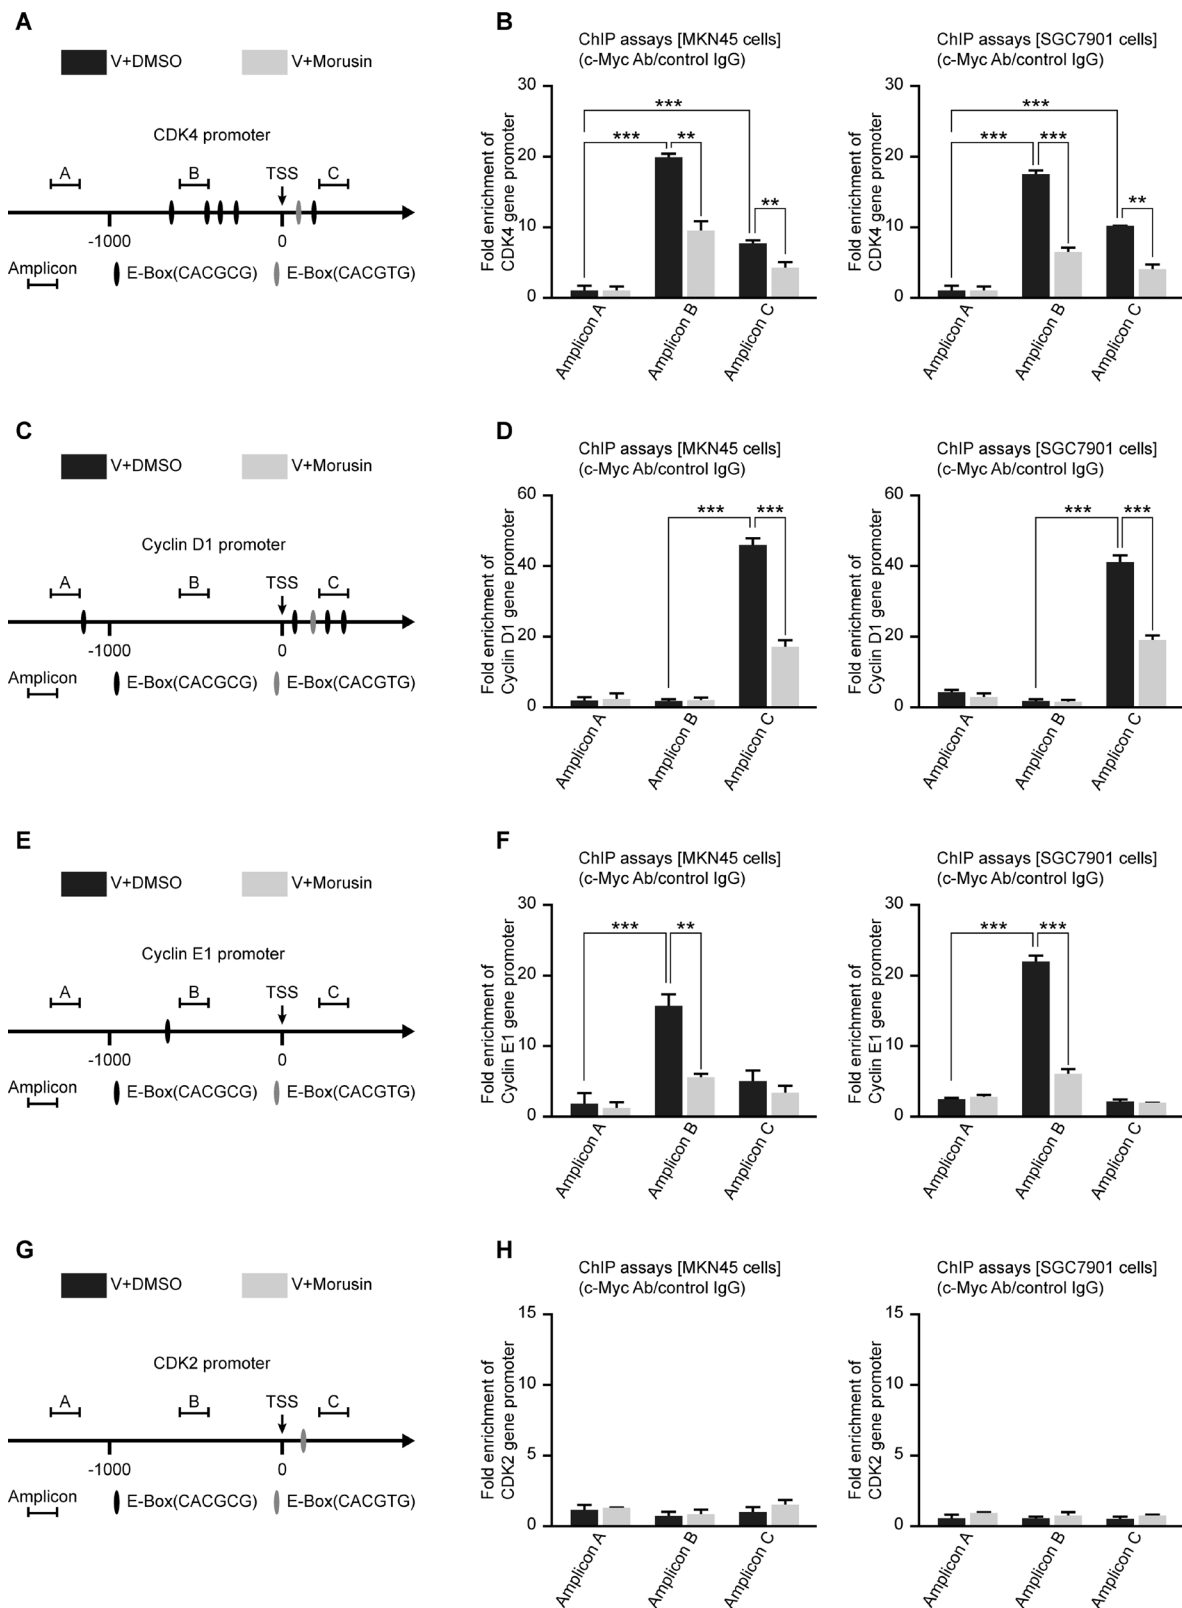 A
V+DMSO
V+Morusin
CDK4 promoter
A
B
TSS
C
-1000
0
Amplicon
E-Box(CACGCG)
E-Box(CACGTG)
B
ChIP assays [MKN45 cells]
(c-Myc Ab/control IgG)
Fold enrichment of
CDK4 gene promoter
30
20
10
0
***
***
**
**
Amplicon A
Amplicon B
Amplicon C
ChIP assays [SGC7901 cells]
(c-Myc Ab/control IgG)
Fold enrichment of
CDK4 gene promoter
30
20
10
0
***
***
***
**
Amplicon A
Amplicon B
Amplicon C
C
V+DMSO
V+Morusin
Cyclin D1 promoter
A
B
TSS
C
-1000
0
Amplicon
E-Box(CACGCG)
E-Box(CACGTG)
D
ChIP assays [MKN45 cells]
(c-Myc Ab/control IgG)
Fold enrichment of
Cyclin D1 gene promoter
60
40
20
0
***
***
Amplicon A
Amplicon B
Amplicon C
ChIP assays [SGC7901 cells]
(c-Myc Ab/control IgG)
Fold enrichment of
Cyclin D1 gene promoter
60
40
20
0
***
***
Amplicon A
Amplicon B
Amplicon C
E
V+DMSO
V+Morusin
Cyclin E1 promoter
A
B
TSS
C
-1000
0
Amplicon
E-Box(CACGCG)
E-Box(CACGTG)
F
ChIP assays [MKN45 cells]
(c-Myc Ab/control IgG)
Fold enrichment of
Cyclin E1 gene promoter
30
20
10
0
***
**
Amplicon A
Amplicon B
Amplicon C
ChIP assays [SGC7901 cells]
(c-Myc Ab/control IgG)
Fold enrichment of
Cyclin E1 gene promoter
30
20
10
0
***
***
Amplicon A
Amplicon B
Amplicon C
G
V+DMSO
V+Morusin
CDK2 promoter
A
B
TSS
C
-1000
0
Amplicon
E-Box(CACGCG)
E-Box(CACGTG)
H
ChIP assays [MKN45 cells]
(c-Myc Ab/control IgG)
Fold enrichment of
CDK2 gene promoter
15
10
5
0
Amplicon A
Amplicon B
Amplicon C
ChIP assays [SGC7901 cells]
(c-Myc Ab/control IgG)
Fold enrichment of
CDK2 gene promoter
15
10
5
0
Amplicon A
Amplicon B
Amplicon C